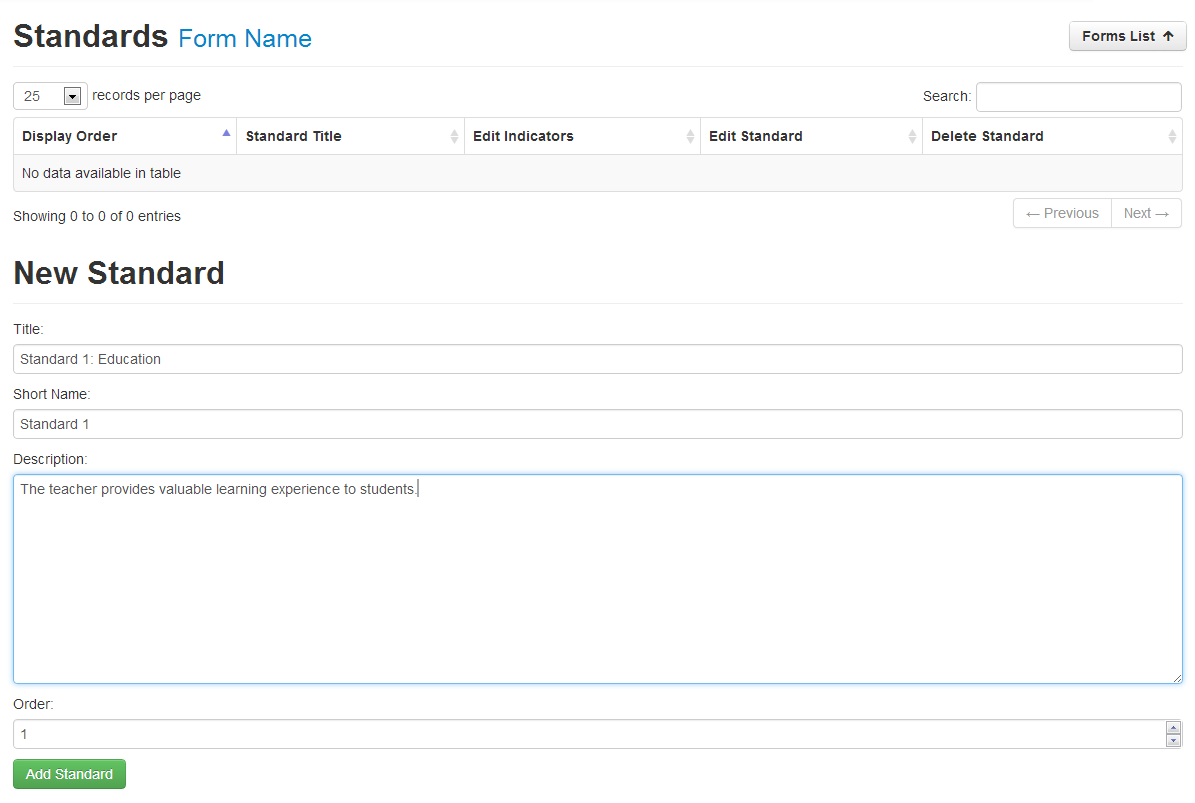 Standards Form Name
Forms List ↑
25 records per page
Search:
Display Order Standard Title Edit Indicators Edit Standard Delete Standard
No data available in table
Showing 0 to 0 of 0 entries
← Previous Next →
New Standard
Title:
Standard 1: Education
Short Name:
Standard 1
Description:
The teacher provides valuable learning experience to students.
Order:
1
Add Standard